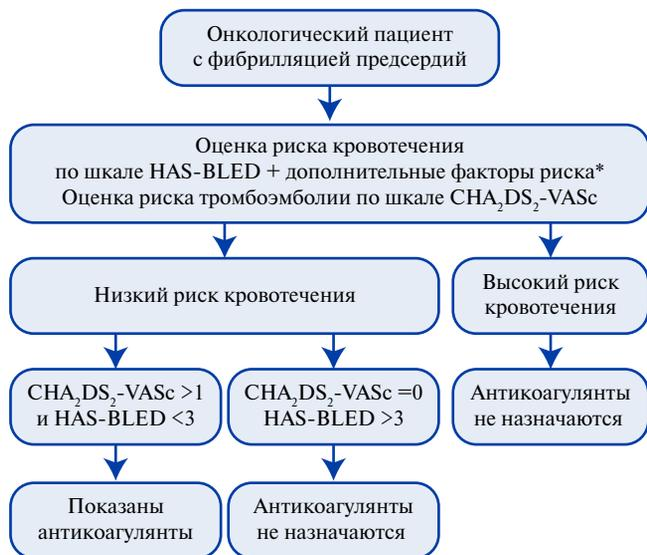 Онкологический пациент
с фибрилляцией предсердий
Оценка риска кровотечения
по шкале HAS-BLED + дополнительные факторы риска*
Оценка риска тромбоэмболии по шкале CHA₂DS₂-VASc
Низкий риск кровотечения
Высокий риск
кровотечения
CHA₂DS₂-VASc >1
и HAS-BLED <3
CHA₂DS₂-VASc =0
HAS-BLED >3
Антикоагулянты
не назначаются
Показаны
антикоагулянты
Антикоагулянты
не назначаются